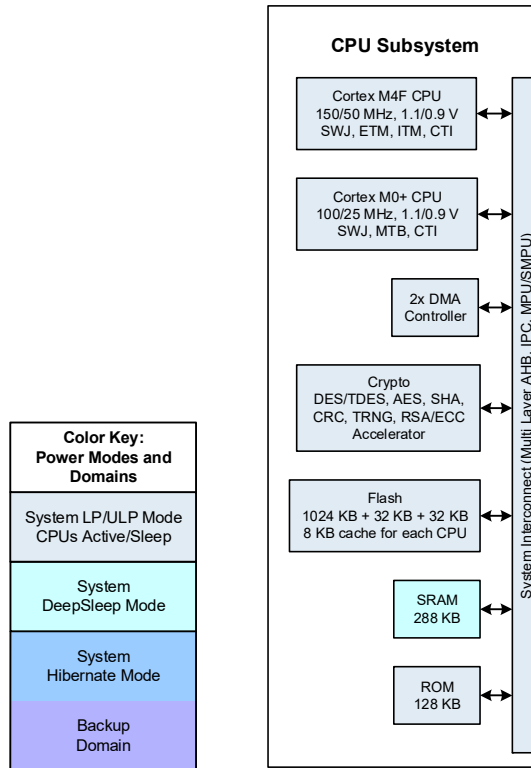 CPU Subsystem
Cortex M4F CPU
150/50 MHz, 1.1/0.9 V
SWJ, ETM, ITM, CTI
Cortex M0+ CPU
100/25 MHz, 1.1/0.9 V
SWJ, MTB, CTI
2x DMA
Controller
Crypto
DES/TDES, AES, SHA,
CRC, TRNG, RSA/ECC
Accelerator
Flash
1024 KB + 32 KB + 32 KB
8 KB cache for each CPU
SRAM
288 KB
ROM
128 KB
System Interconnect (Multi Layer AHB, IPC, MPU/SMPU)
Color Key:
Power Modes and
Domains
System LP/ULP Mode
CPUs Active/Sleep
System
DeepSleep Mode
System
Hibernate Mode
Backup
Domain